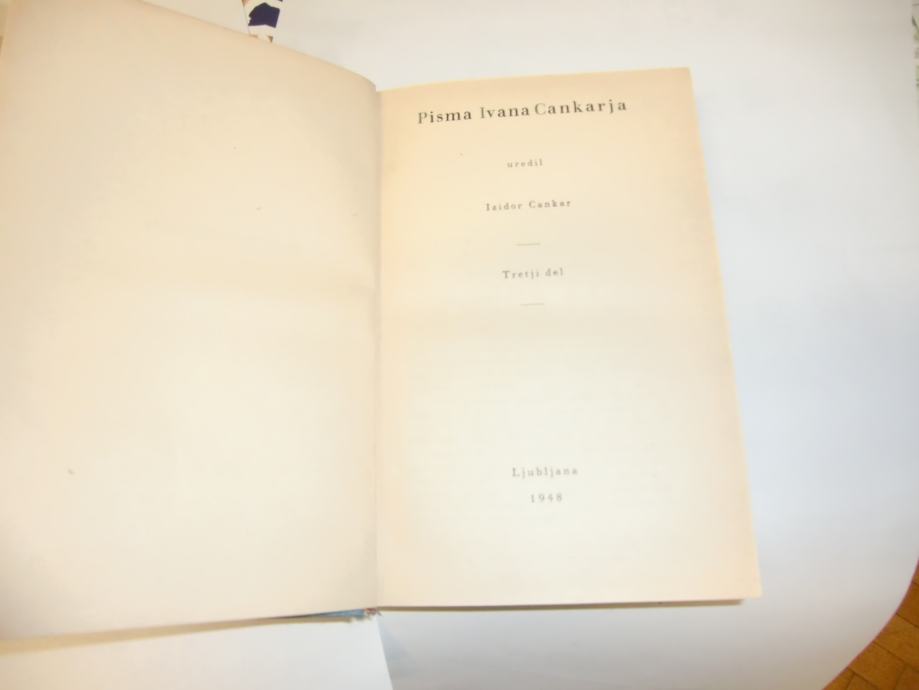 Pisma Ivana Cankarja
uredil
Izidor Cankar
Tretji del
Ljubljana
1948